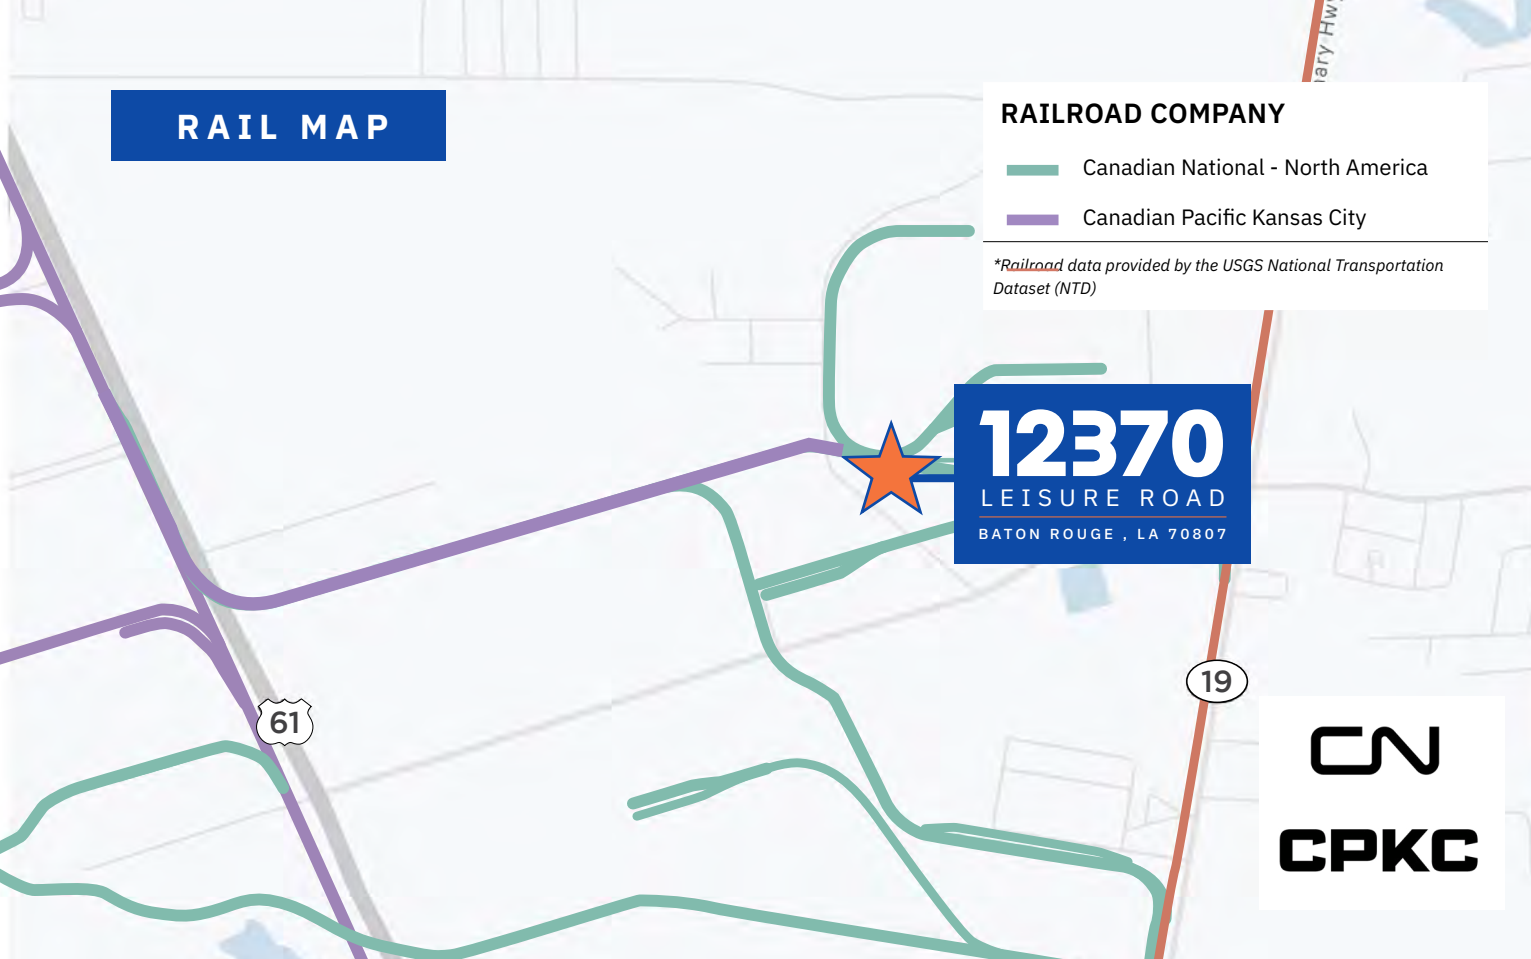 RAIL MAP
RAILROAD COMPANY
Canadian National - North America
Canadian Pacific Kansas City
*Railroad data provided by the USGS National Transportation
Dataset (NTD)
12370
LEISURE ROAD
BATON ROUGE , LA 70807
61
19
CN
CPKC